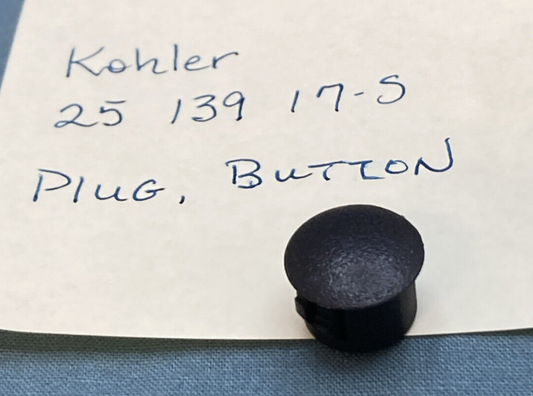 Kohler
25 139 17-S
Plug, Button